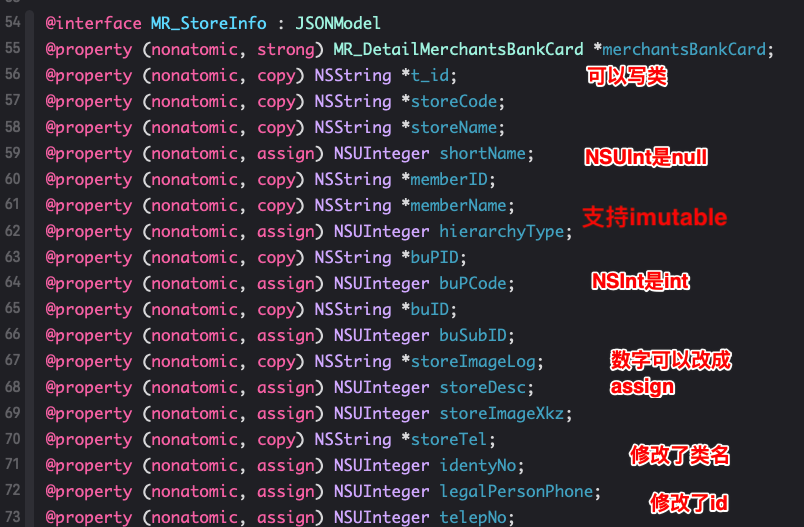 54 @interface MR_StoreInfo : JSONModel
55 @property (nonatomic, strong) MR_DetailMerchantsBankCard *merchantsBankCard;
56 @property (nonatomic, copy) NSString *t_id; 可以写类
57 @property (nonatomic, copy) NSString *storeCode;
58 @property (nonatomic, copy) NSString *storeName;
59 @property (nonatomic, assign) NSUInteger shortName; NSUInt是null
60 @property (nonatomic, copy) NSString *memberID;
61 @property (nonatomic, copy) NSString *memberName; 支持imutable
62 @property (nonatomic, assign) NSUInteger hierarchyType;
63 @property (nonatomic, copy) NSString *buPID;
64 @property (nonatomic, assign) NSUInteger buPCode; NSInt是int
65 @property (nonatomic, copy) NSString *buID;
66 @property (nonatomic, assign) NSUInteger buSubID;
67 @property (nonatomic, copy) NSString *storeImageLog; 数字可以改成
68 @property (nonatomic, assign) NSUInteger storeDesc; assign
69 @property (nonatomic, assign) NSUInteger storeImageXkz;
70 @property (nonatomic, copy) NSString *storeTel;
71 @property (nonatomic, assign) NSUInteger identyNo; 修改了类名
72 @property (nonatomic, assign) NSUInteger legalPersonPhone; 修改了id
73 @property (nonatomic, assign) NSUInteger telepNo;